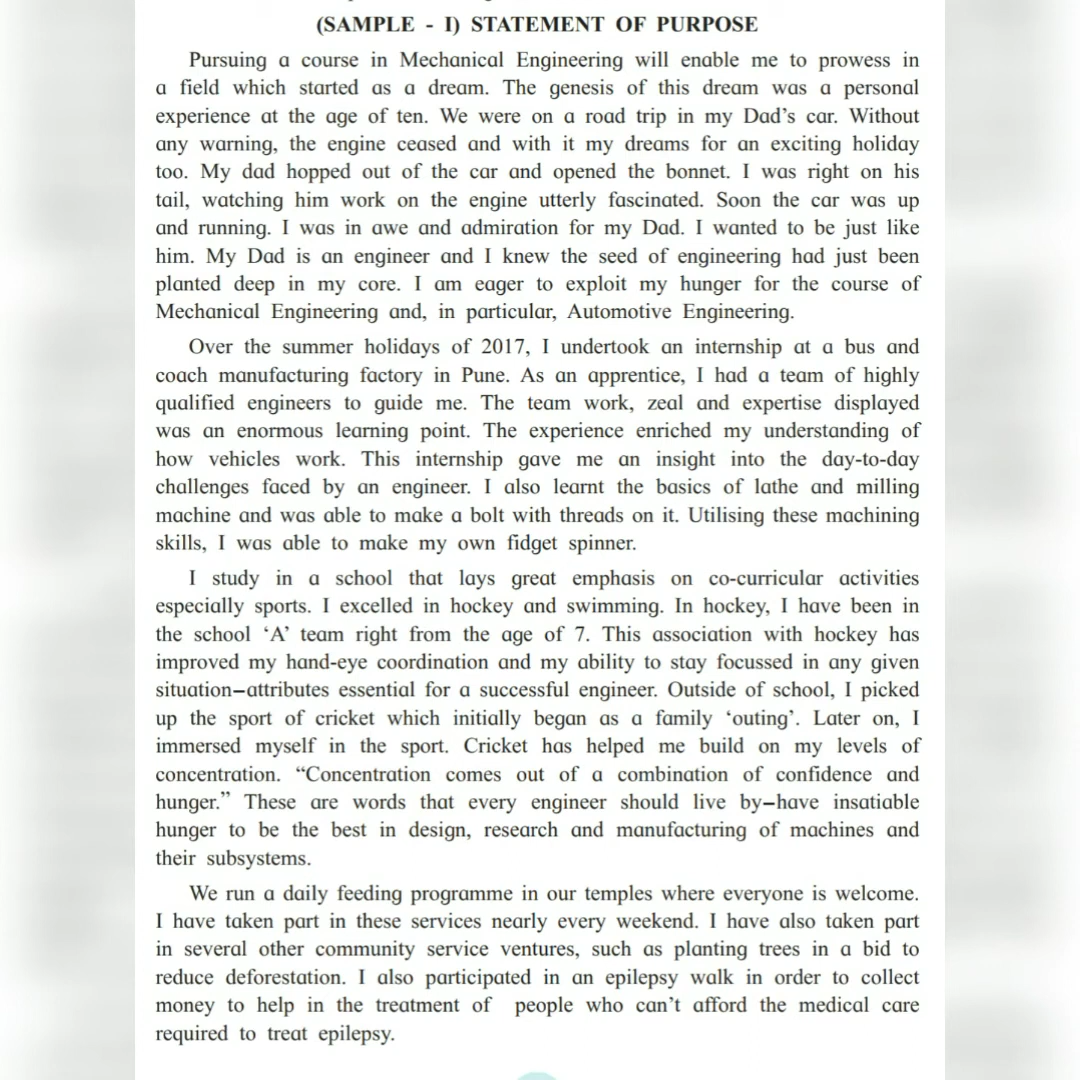 (SAMPLE - I) STATEMENT OF PURPOSE
Pursuing a course in Mechanical Engineering will enable me to prowess in
a field which started as a dream. The genesis of this dream was a personal
experience at the age of ten. We were on a road trip in my Dad's car. Without
any warning, the engine ceased and with it my dreams for an exciting holiday
too. My dad hopped out of the car and opened the bonnet. I was right on his
tail, watching him work on the engine utterly fascinated. Soon the car was up
and running. I was in awe and admiration for my Dad. I wanted to be just like
him. My Dad is an engineer and I knew the seed of engineering had just been
planted deep in my core. I am eager to exploit my hunger for the course of
Mechanical Engineering and, in particular, Automotive Engineering.
Over the summer holidays of 2017, I undertook an internship at a bus and
coach manufacturing factory in Pune. As an apprentice, I had a team of highly
qualified engineers to guide me. The team work, zeal and expertise displayed
was an enormous learning point. The experience enriched my understanding of
how vehicles work. This internship gave me an insight into the day-to-day
challenges faced by an engineer. I also learnt the basics of lathe and milling
machine and was able to make a bolt with threads on it. Utilising these machining
skills, I was able to make my own fidget spinner.
I study in a school that lays great emphasis on co-curricular activities
especially sports. I excelled in hockey and swimming. In hockey, I have been in
the school ‘A’ team right from the age of 7. This association with hockey has
improved my hand-eye coordination and my ability to stay focussed in any given
situation–attributes essential for a successful engineer. Outside of school, I picked
up the sport of cricket which initially began as a family ‘outing’. Later on, I
immersed myself in the sport. Cricket has helped me build on my levels of
concentration. “Concentration comes out of a combination of confidence and
hunger.” These are words that every engineer should live by–have insatiable
hunger to be the best in design, research and manufacturing of machines and
their subsystems.
We run a daily feeding programme in our temples where everyone is welcome.
I have taken part in these services nearly every weekend. I have also taken part
in several other community service ventures, such as planting trees in a bid to
reduce deforestation. I also participated in an epilepsy walk in order to collect
money to help in the treatment of people who can't afford the medical care
required to treat epilepsy.